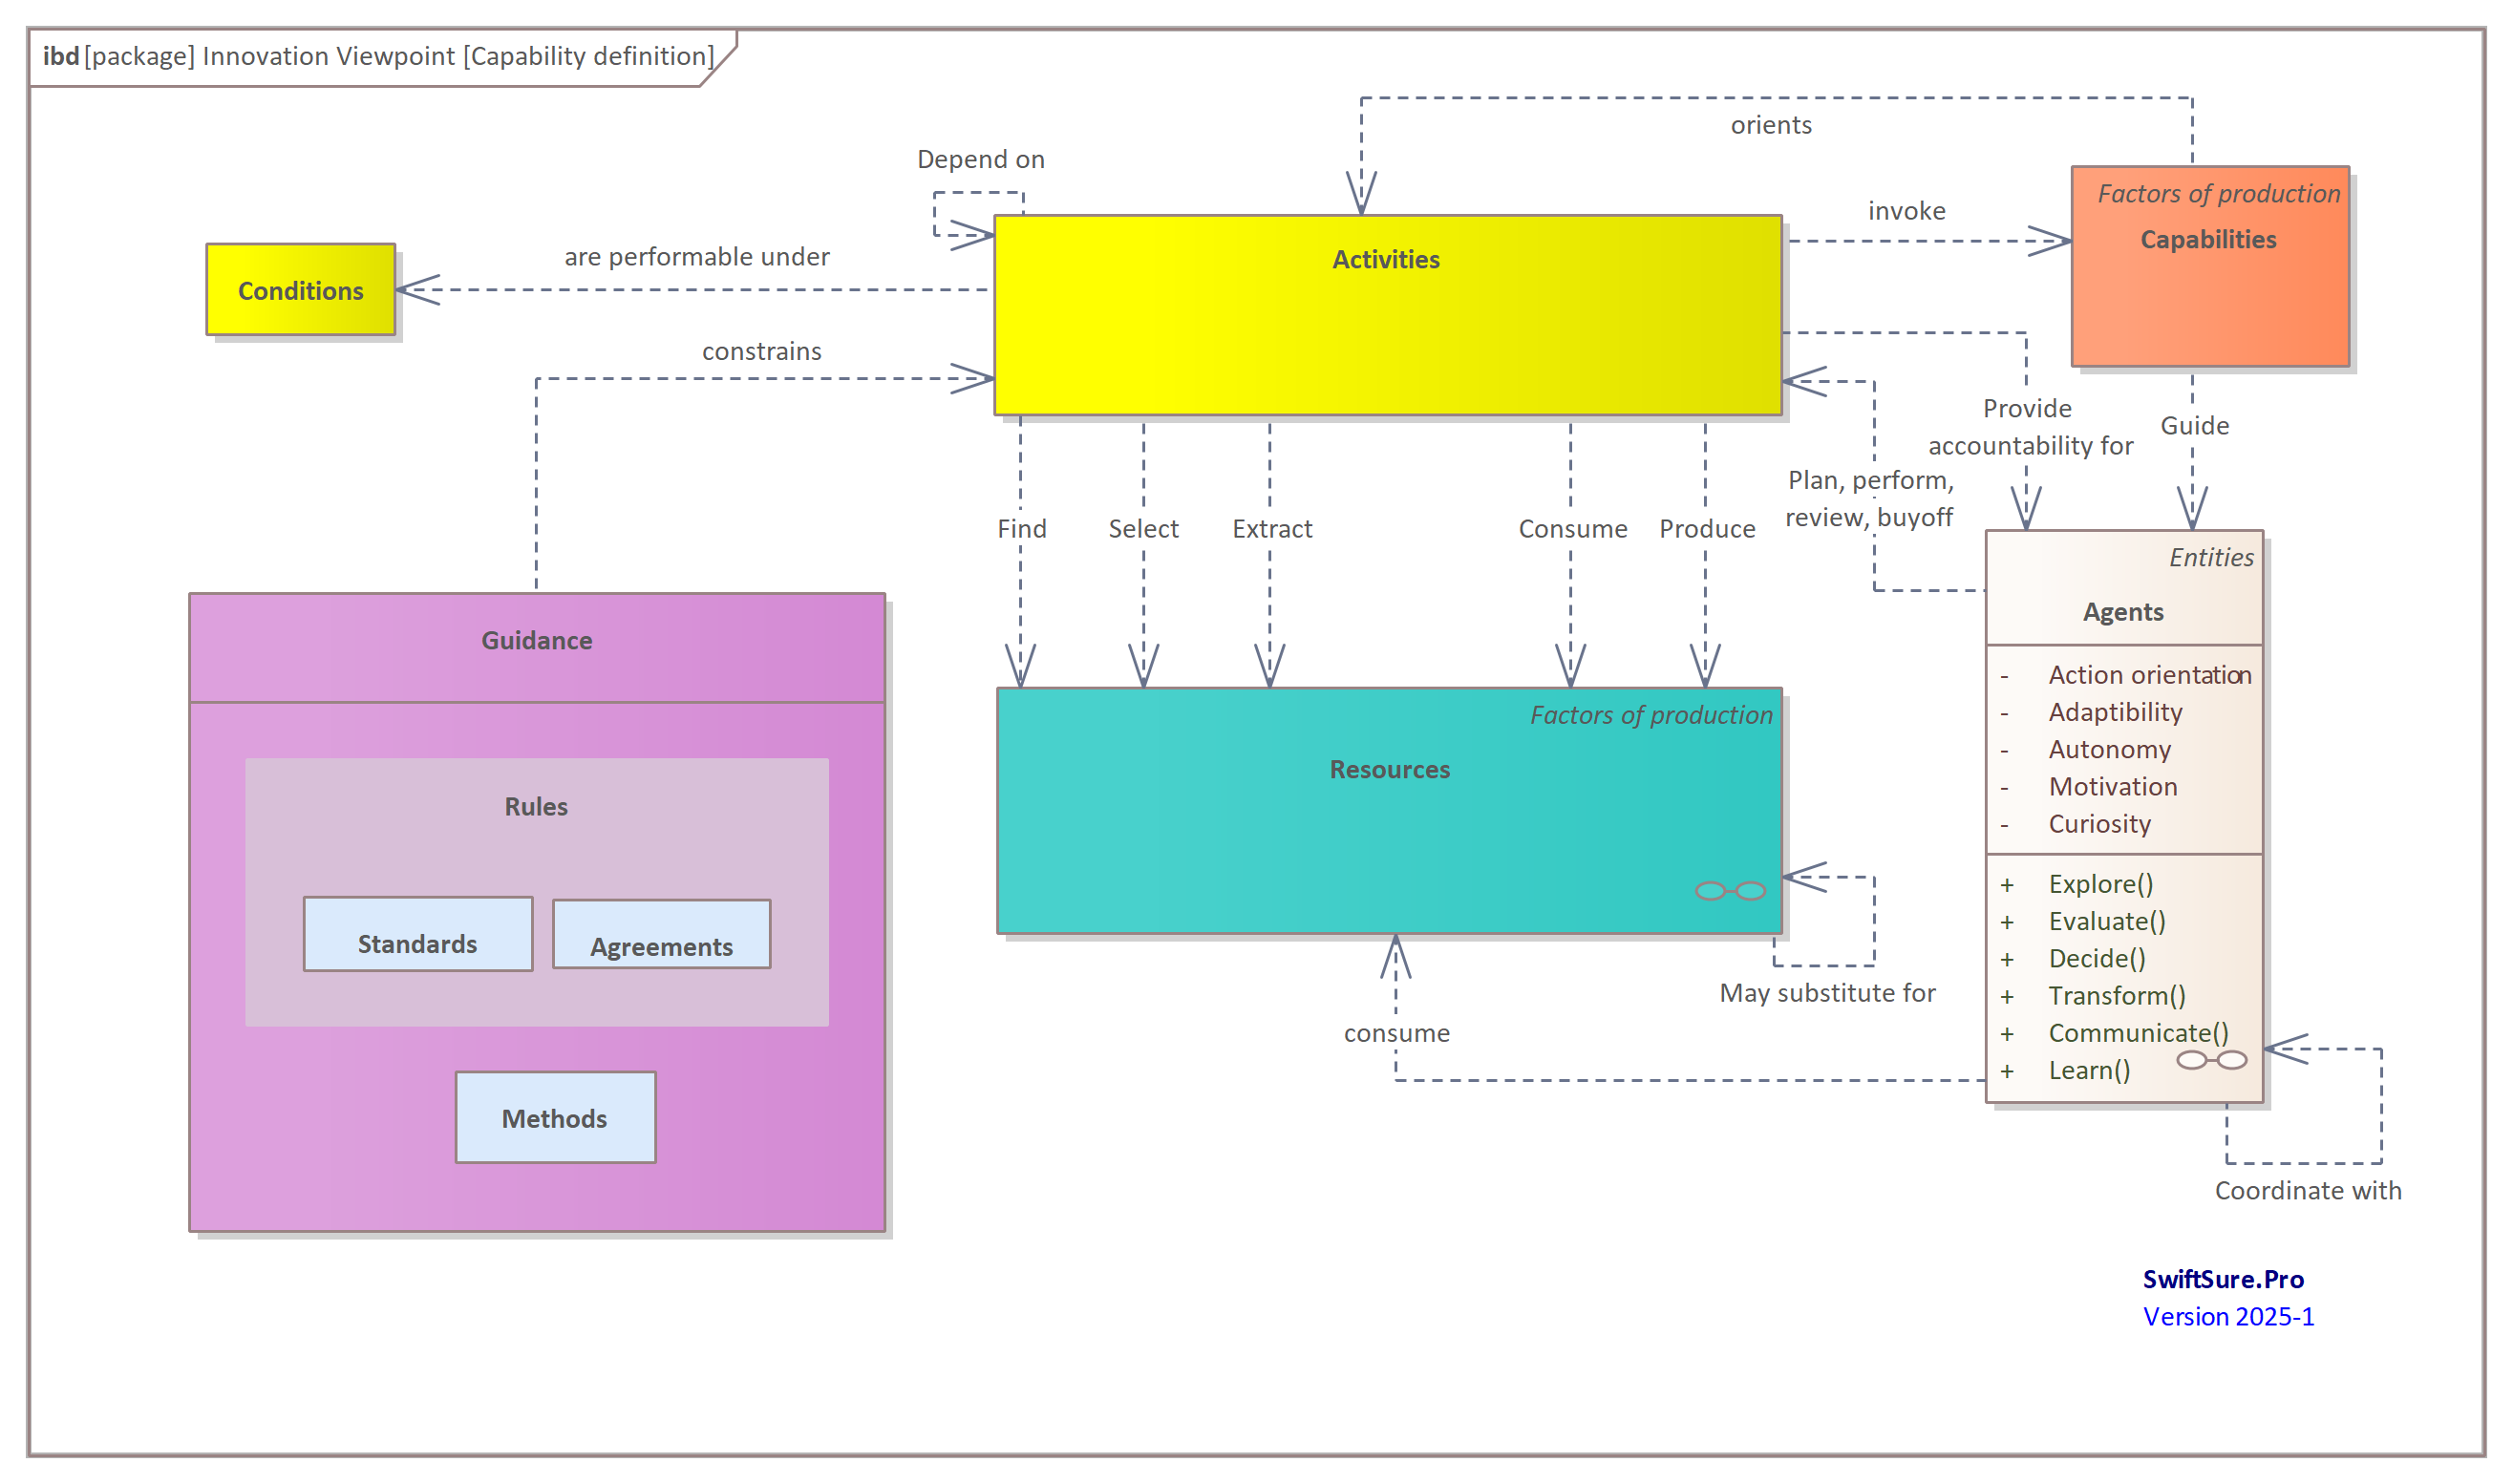 ibd [package] Innovation Viewpoint [Capability definition]
orients
Depend on
Factors of production
Capabilities
invoke
are performable under
Activities
Conditions
constrains
Provide
accountability for
Guide
Plan, perform,
review, buyoff
Find
Select
Extract
Consume
Produce
Entities
Agents
- Action orientation
- Adaptibility
- Autonomy
- Motivation
- Curiosity
+ Explore()
+ Evaluate()
+ Decide()
+ Transform()
+ Communicate()
+ Learn()
Guidance
Rules
Standards
Agreements
Methods
Factors of production
Resources
May substitute for
consume
Coordinate with
SwiftSure.Pro
Version 2025-1